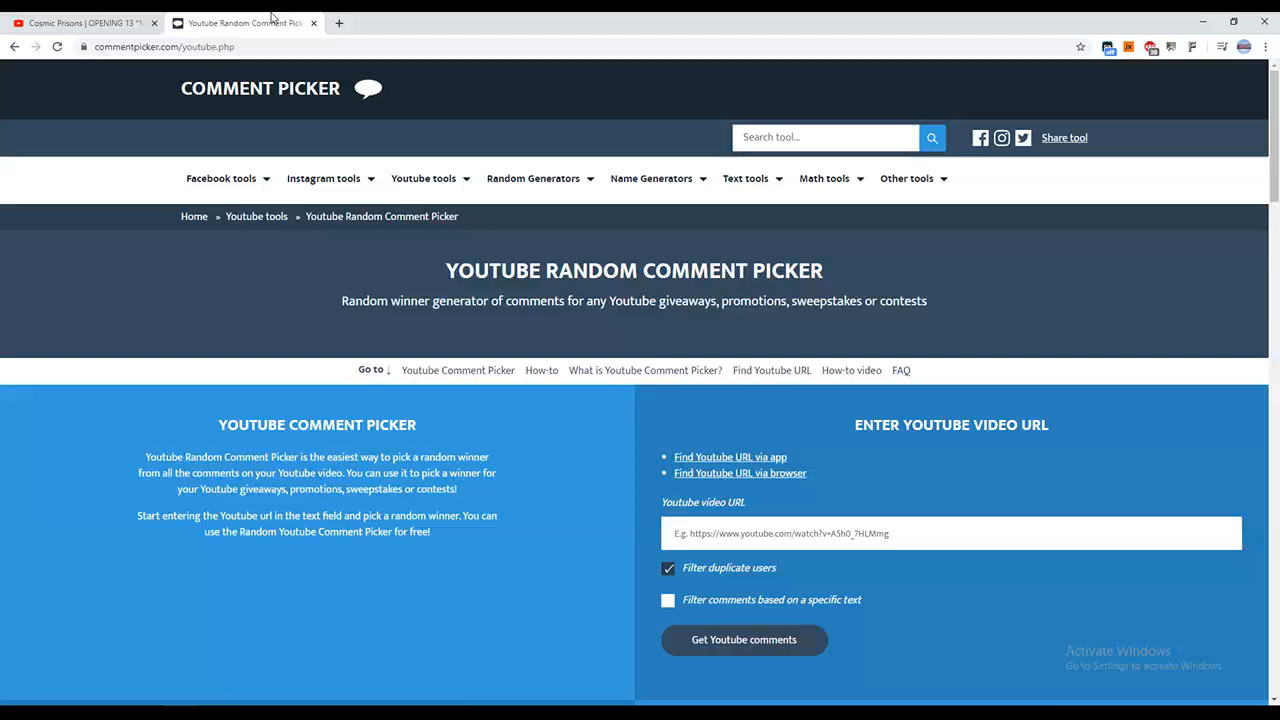 Cosmic Prisons | OPENING 13 *
Youtube Random Comment Pick
commentpicker.com/youtube.php
off
30
COMMENT PICKER
Search tool...
Share tool
Facebook tools
Instagram tools
Youtube tools
Random Generators
Name Generators
Text tools
Math tools
Other tools
Home » Youtube tools » Youtube Random Comment Picker
YOUTUBE RANDOM COMMENT PICKER
Random winner generator of comments for any Youtube giveaways, promotions, sweepstakes or contests
Go to ↓ Youtube Comment Picker How-to What is Youtube Comment Picker? Find Youtube URL How-to video FAQ
YOUTUBE COMMENT PICKER
Youtube Random Comment Picker is the easiest way to pick a random winner
from all the comments on your Youtube video. You can use it to pick a winner for
your Youtube giveaways, promotions, sweepstakes or contests!
Start entering the Youtube url in the text field and pick a random winner. You can
use the Random Youtube Comment Picker for free!
ENTER YOUTUBE VIDEO URL
• Find Youtube URL via app
• Find Youtube URL via browser
Youtube video URL
E.g. https://www.youtube.com/watch?v=A5h0_7HLMmg
Filter duplicate users
Filter comments based on a specific text
Get Youtube comments
Activate Windows
Go to Settings to activate Windows.